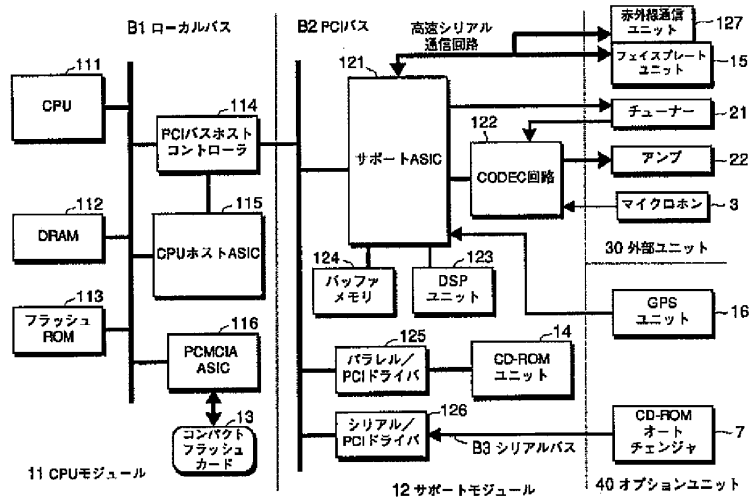 B1 ローカルバス
B2 PCIバス
高速シリアル
通信回路
赤外線通信
ユニット
127
フェイスプレート
ユニット
15
111
CPU
114
PCIバスホスト
コントローラ
121
サポートASIC
122
CODEC回路
チューナー
21
アンプ
22
マイクロホン
3
30 外部ユニット
112
DRAM
115
CPUホストASIC
113
フラッシュ
ROM
116
PCMCIA
ASIC
13
コンパクト
フラッシュ
カード
124
バッファ
メモリ
123
DSP
ユニット
GPS
ユニット
16
125
パラレル／
PCIドライバ
14
CD-ROM
ユニット
126
シリアル／
PCIドライバ
B3 シリアルバス
CD-ROM
オート
チェンジャ
7
11 CPUモジュール
12 サポートモジュール
40 オプションユニット